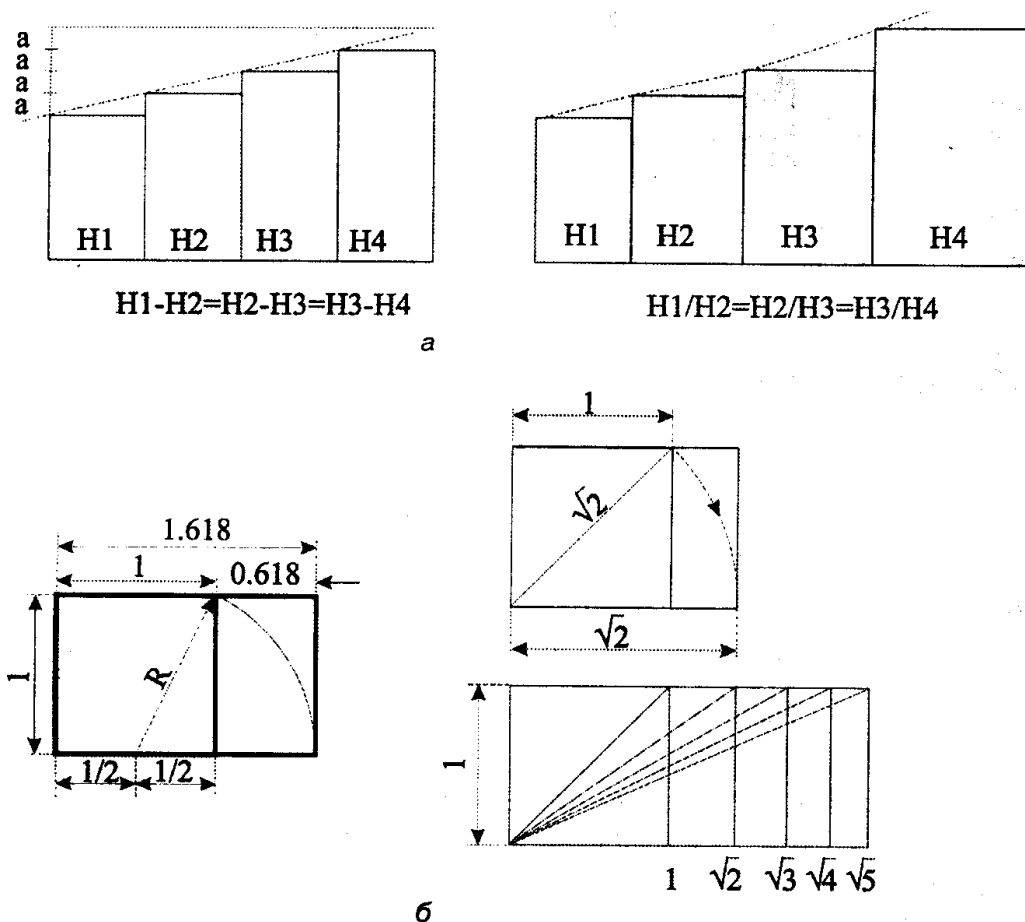 a
a
a
a
H1 H2 H3 H4
H1 H2 H3 H4
H1-H2=H2-H3=H3-H4
H1/H2=H2/H3=H3/H4
а
1
√2
√2
1.618
1 0.618
1
R
1/2 1/2
1
1 √2 √3 √4 √5
б